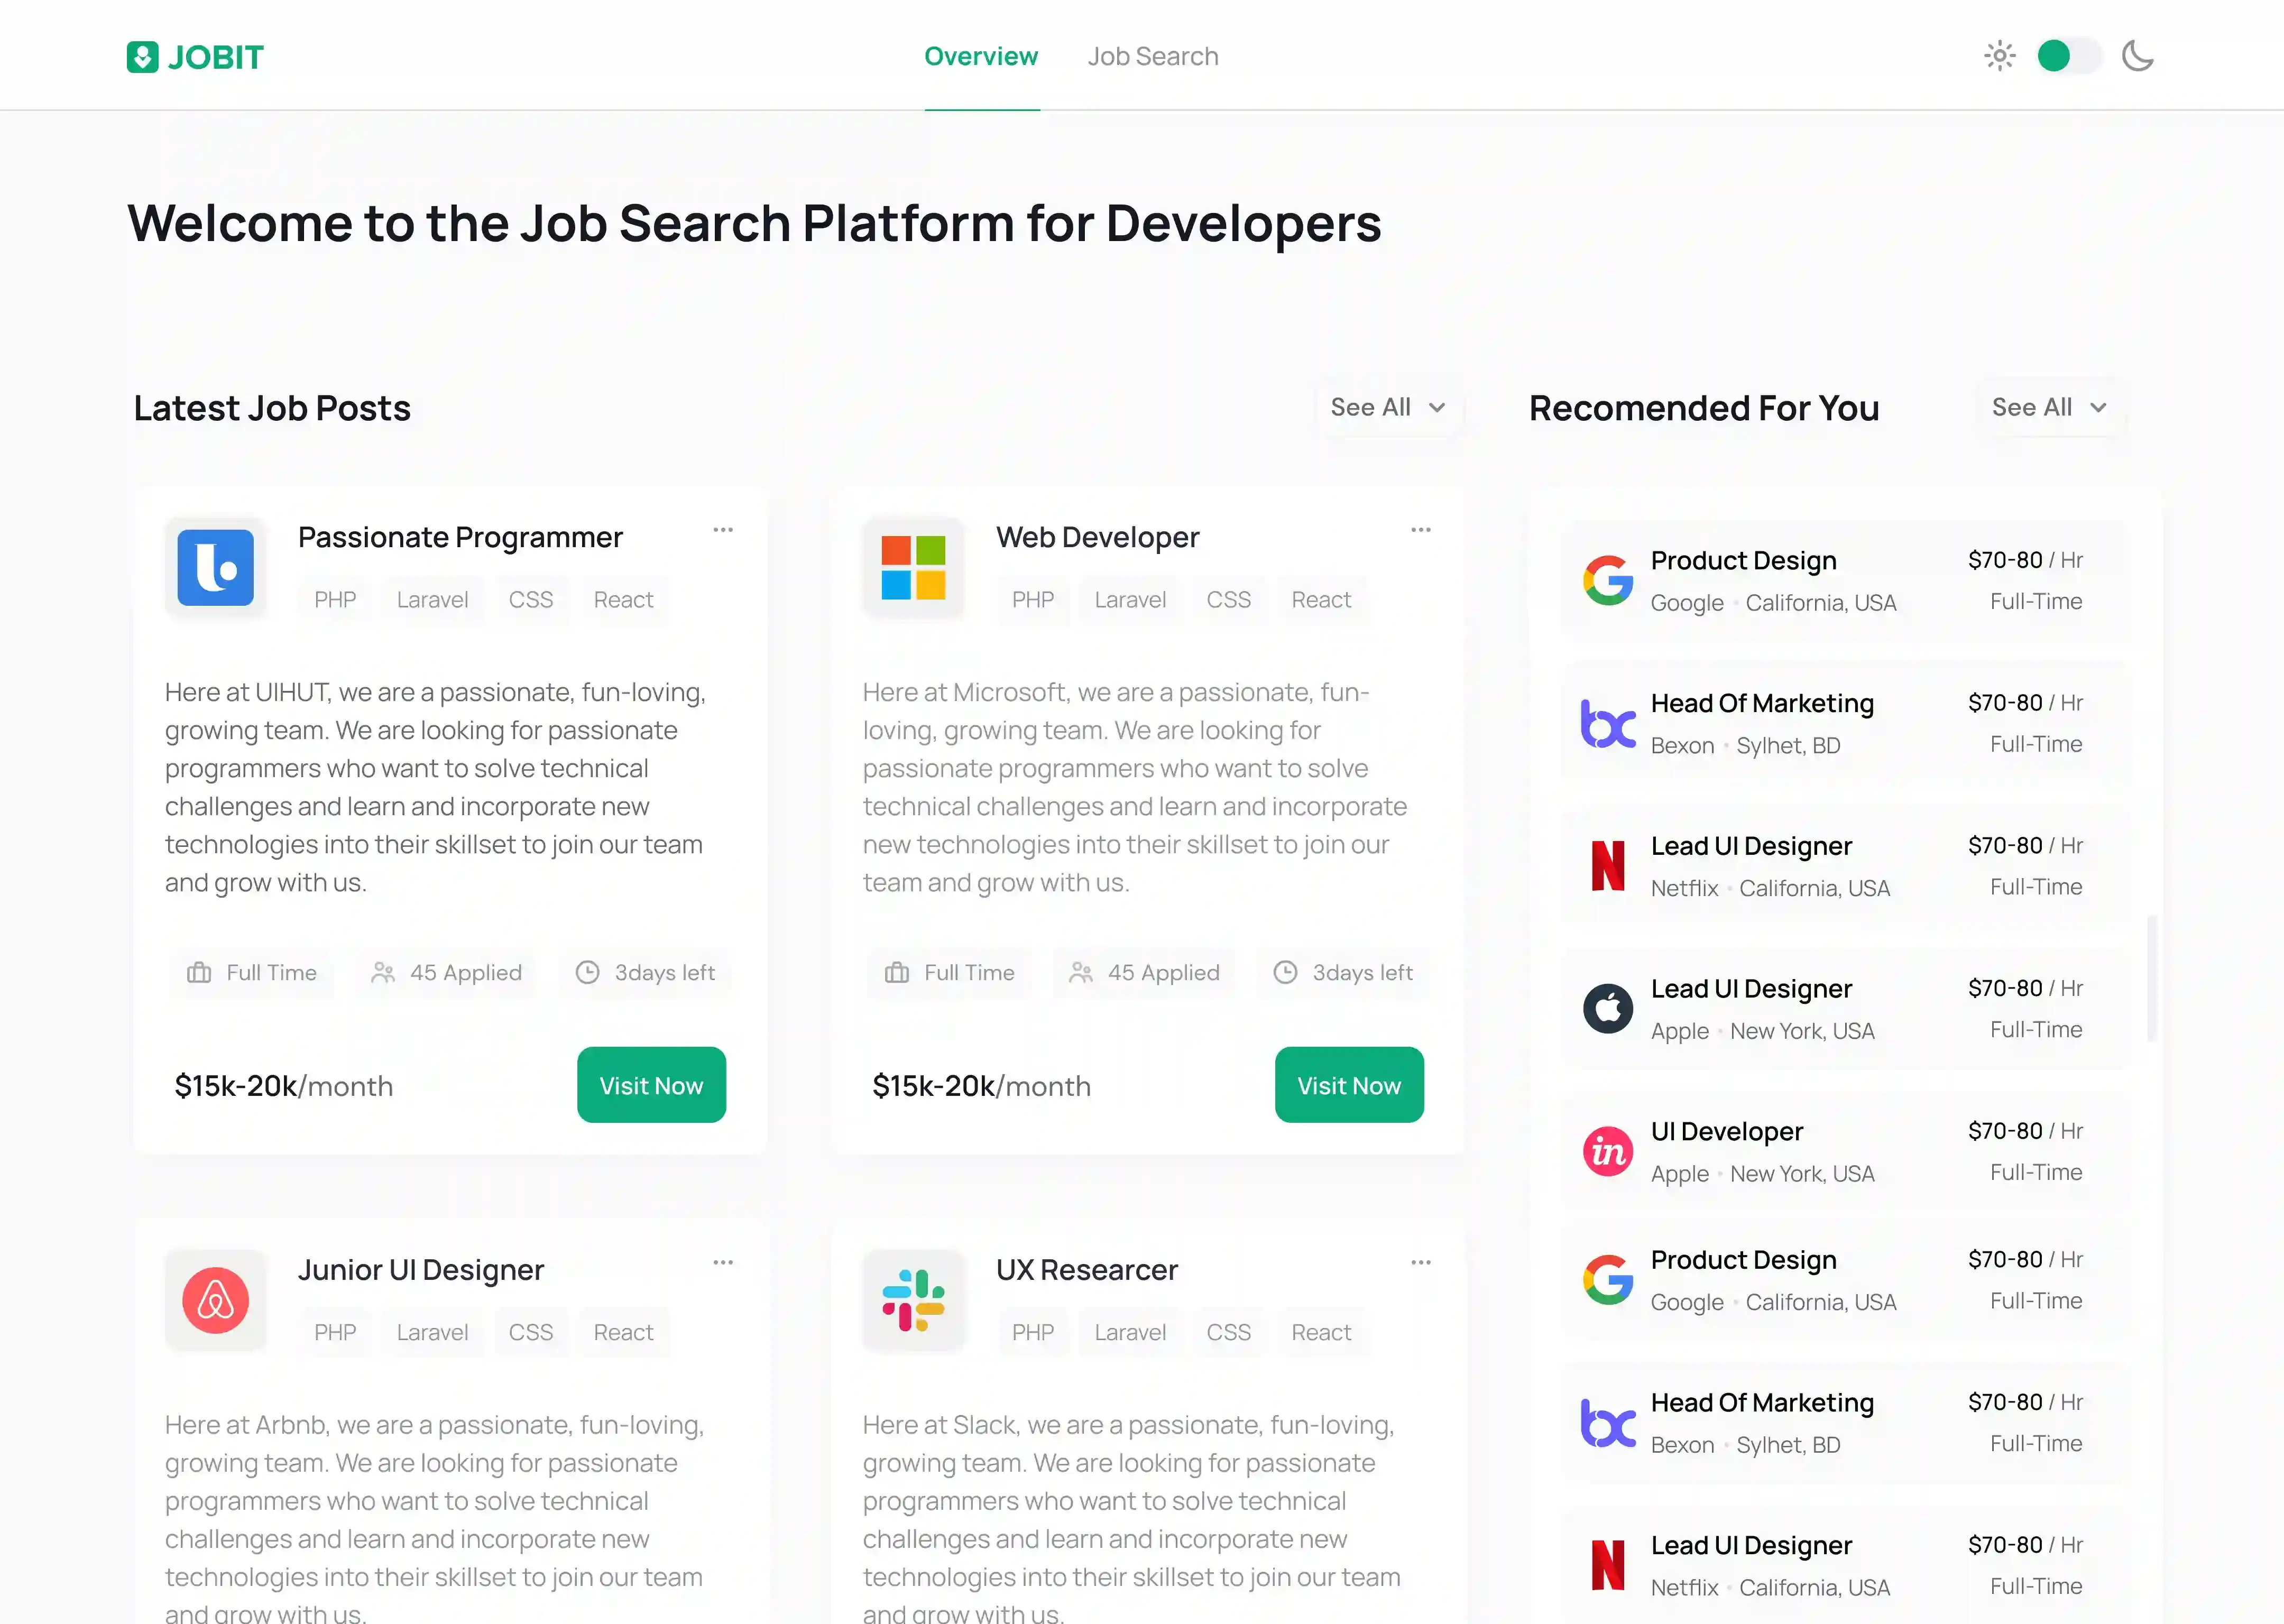 JOBIT
Overview
Job Search
Welcome to the Job Search Platform for Developers
Latest Job Posts
See All
Passionate Programmer
PHP Laravel CSS React
Here at UIHUT, we are a passionate, fun-loving,
growing team. We are looking for passionate
programmers who want to solve technical
challenges and learn and incorporate new
technologies into their skillset to join our team
and grow with us.
Full Time
45 Applied
3days left
$15k-20k/month
Visit Now
Web Developer
PHP Laravel CSS React
Here at Microsoft, we are a passionate, fun-
loving, growing team. We are looking for
passionate programmers who want to solve
technical challenges and learn and incorporate
new technologies into their skillset to join our
team and grow with us.
Full Time
45 Applied
3days left
$15k-20k/month
Visit Now
Junior UI Designer
PHP Laravel CSS React
Here at Arbnb, we are a passionate, fun-loving,
growing team. We are looking for passionate
programmers who want to solve technical
challenges and learn and incorporate new
technologies into their skillset to join our team
and grow with us.
UX Researcer
PHP Laravel CSS React
Here at Slack, we are a passionate, fun-loving,
growing team. We are looking for passionate
programmers who want to solve technical
challenges and learn and incorporate new
technologies into their skillset to join our team
and grow with us.
Recomended For You
See All
Product Design $70-80 / Hr
Google • California, USA Full-Time
bc
Head Of Marketing $70-80 / Hr
Bexon • Sylhet, BD Full-Time
N
Lead UI Designer $70-80 / Hr
Netflix • California, USA Full-Time
Lead UI Designer $70-80 / Hr
Apple • New York, USA Full-Time
in
UI Developer $70-80 / Hr
Apple • New York, USA Full-Time
Product Design $70-80 / Hr
Google • California, USA Full-Time
bc
Head Of Marketing $70-80 / Hr
Bexon • Sylhet, BD Full-Time
N
Lead UI Designer $70-80 / Hr
Netflix • California, USA Full-Time